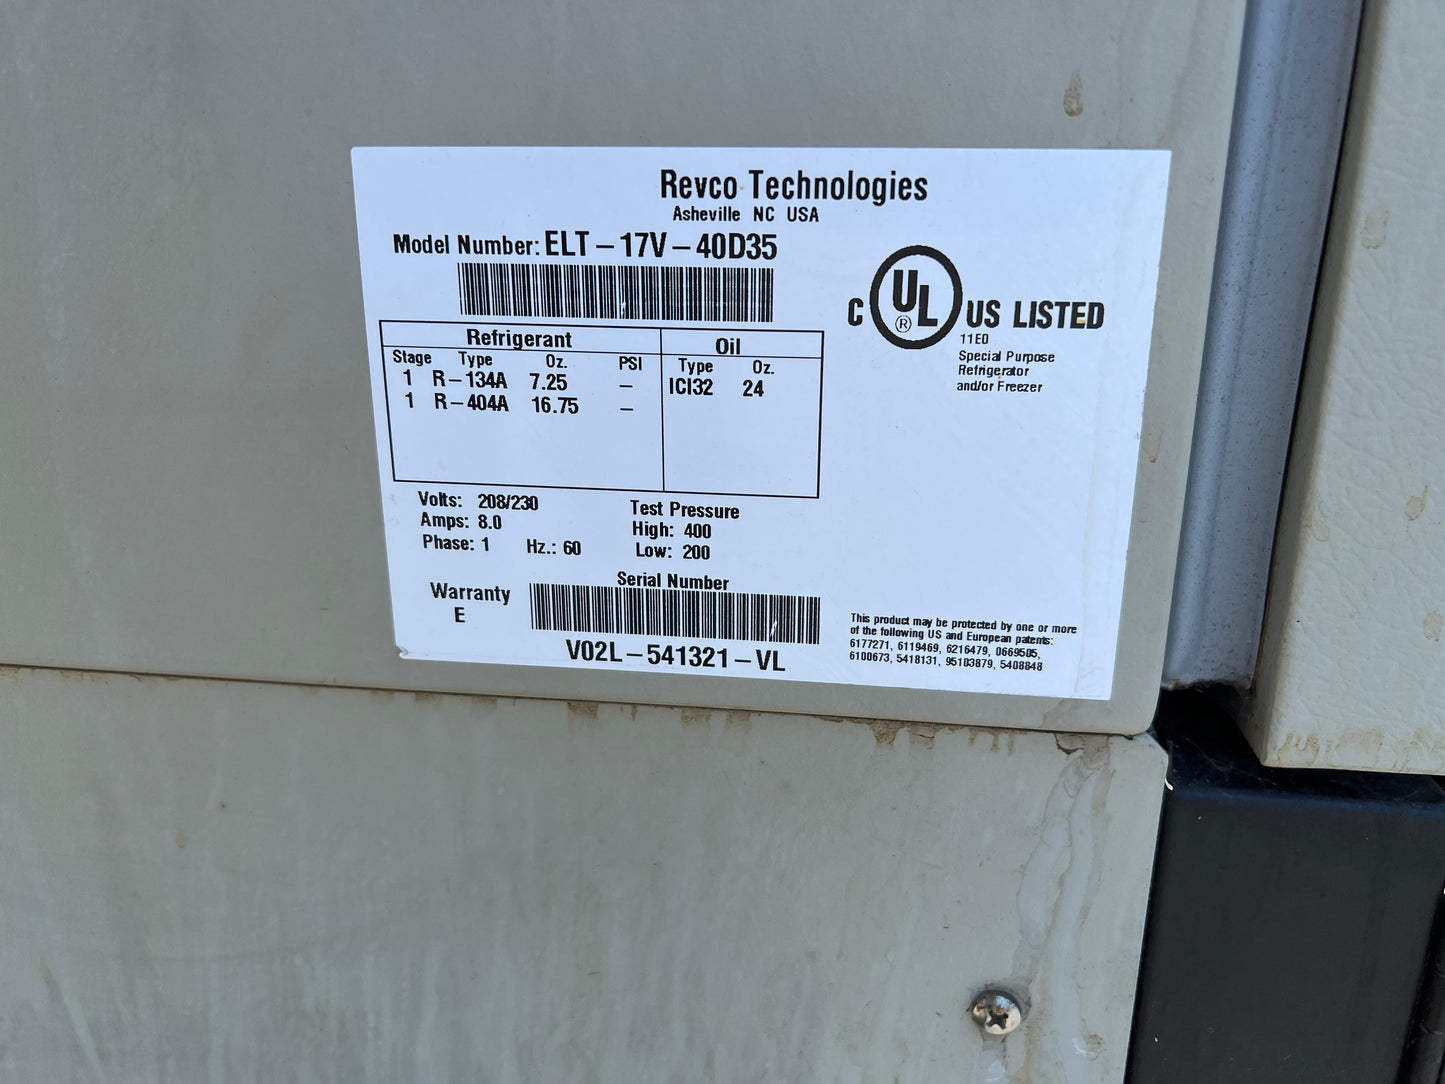 Revco Technologies
Asheville NC USA
Model Number: ELT-17V-40D35
C UL ® US LISTED
11E0
Special Purpose
Refrigerator
and/or Freezer
Refrigerant Oil
Stage Type Oz. PSI Type Oz.
1 R-134A 7.25 - ICI32 24
1 R-404A 16.75 -
Volts: 208/230 Test Pressure
Amps: 8.0 High: 400
Phase: 1 Hz.: 60 Low: 200
Serial Number
Warranty
E
V02L-541321-VL
This product may be protected by one or more
of the following US and European patents:
6177271, 6119469, 6216479, 0669505,
6100673, 5418131, 95103879, 5408848